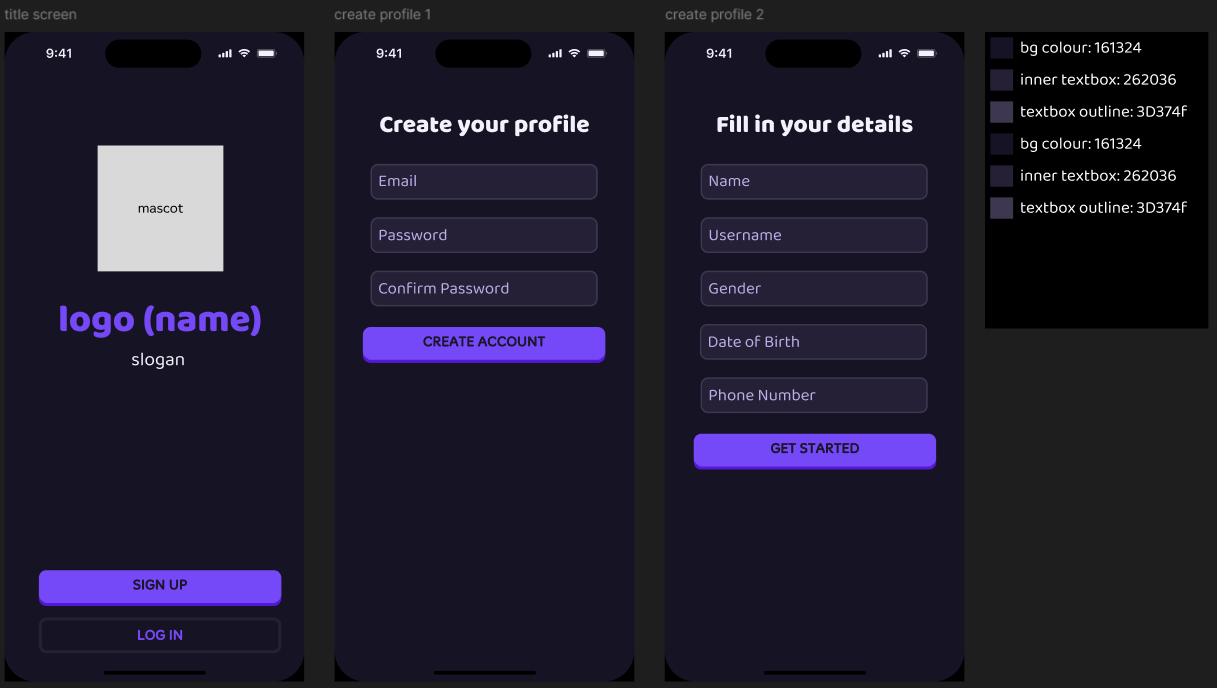 title screen
9:41
mascot
logo (name)
slogan
SIGN UP
LOG IN
create profile 1
9:41
Create your profile
Email
Password
Confirm Password
CREATE ACCOUNT
create profile 2
9:41
Fill in your details
Name
Username
Gender
Date of Birth
Phone Number
GET STARTED
bg colour: 161324
inner textbox: 262036
textbox outline: 3D374f
bg colour: 161324
inner textbox: 262036
textbox outline: 3D374f